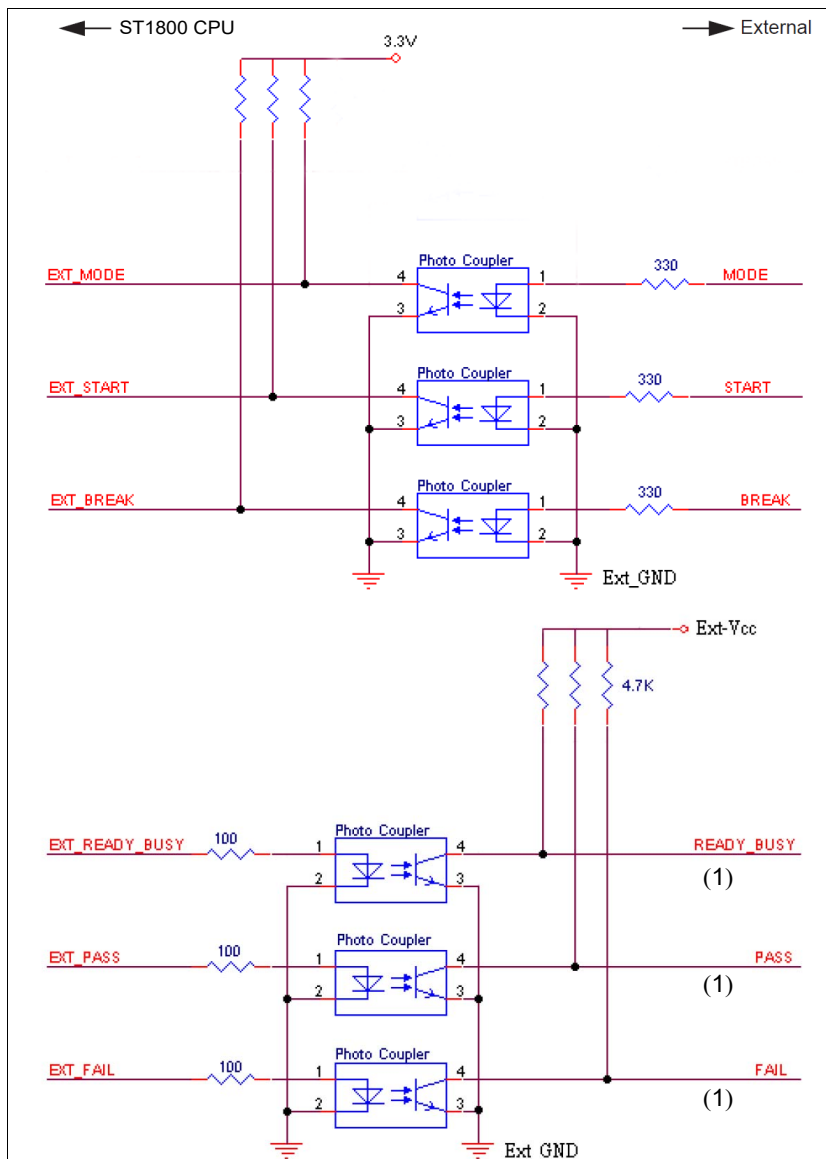 ST1800 CPU
External
3.3V
Photo Coupler
EXT_MODE
4
1
330
MODE
3
2
Photo Coupler
EXT_START
4
1
330
START
3
2
Photo Coupler
EXT_BREAK
4
1
330
BREAK
3
2
Ext_GND
Ext-Vcc
4.7K
Photo Coupler
EXT_READY_BUSY
100
1
4
READY_BUSY
2
3
(1)
Photo Coupler
EXT_PASS
100
1
4
PASS
2
3
(1)
Photo Coupler
EXT_FAIL
100
1
4
FAIL
2
3
(1)
Ext GND